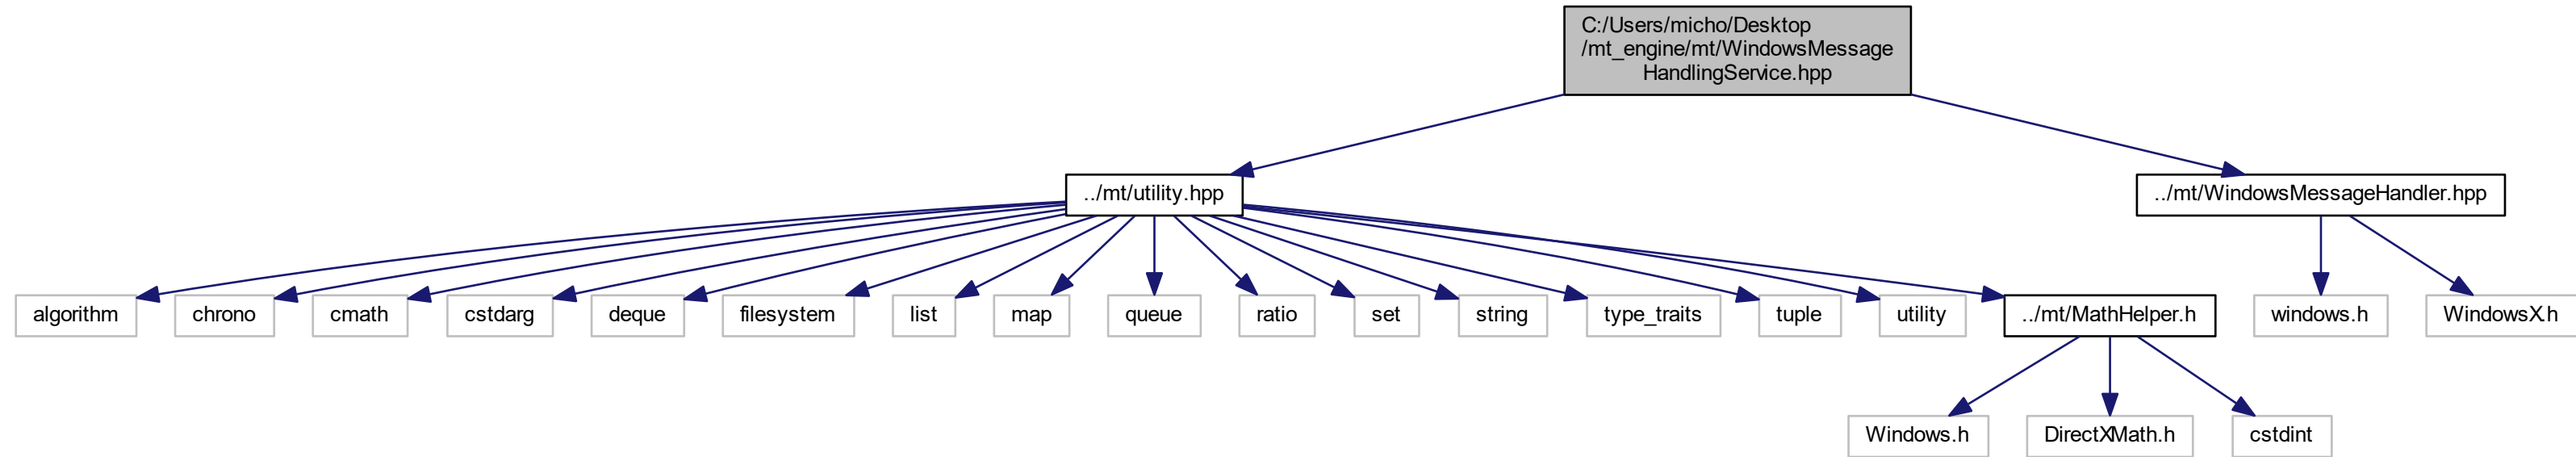 C:/Users/micho/Desktop
/mt_engine/mt/WindowsMessage
HandlingService.hpp
../mt/utility.hpp
../mt/WindowsMessageHandler.hpp
algorithm
chrono
cmath
cstdarg
deque
filesystem
list
map
queue
ratio
set
string
type_traits
tuple
utility
../mt/MathHelper.h
windows.h
WindowsX.h
Windows.h
DirectXMath.h
cstdint